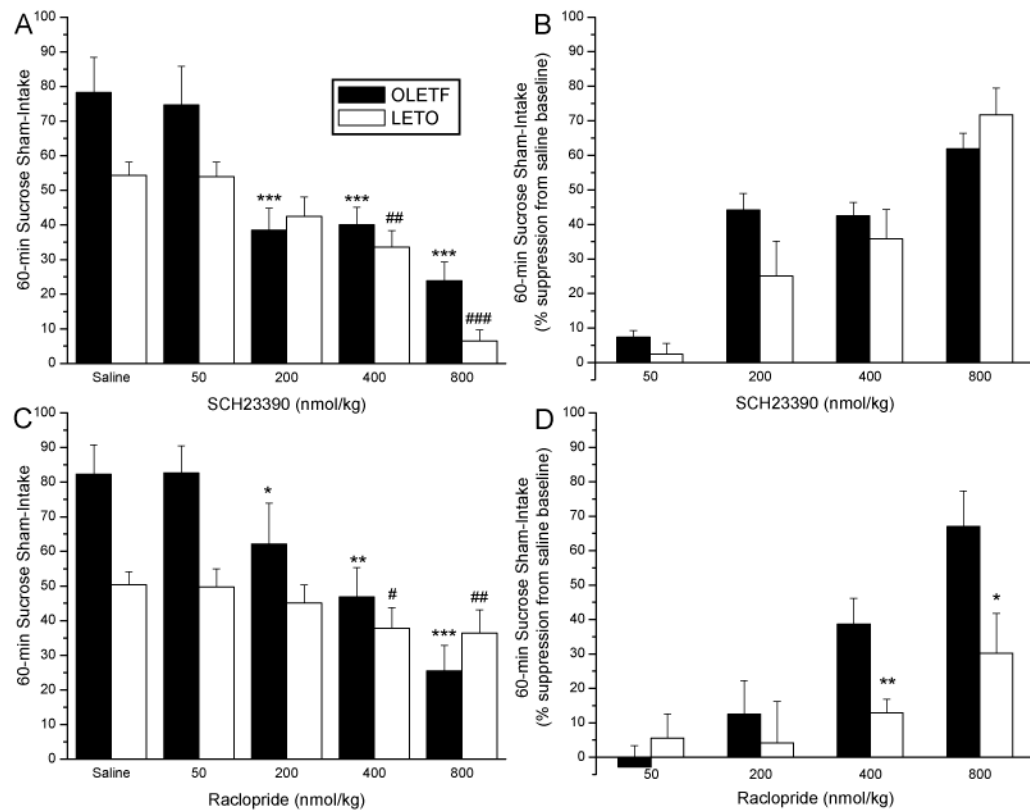 A
60-min Sucrose Sham-Intake
100
90
80
70
60
50
40
30
20
10
0
OLETF
LETO
***
***
##
***
###
Saline 50 200 400 800
SCH23390 (nmol/kg)
B
60-min Sucrose Sham-Intake
(% suppression from saline baseline)
100
90
80
70
60
50
40
30
20
10
0
50 200 400 800
SCH23390 (nmol/kg)
C
60-min Sucrose Sham-Intake
100
90
80
70
60
50
40
30
20
10
0
*
**
#
***
##
Saline 50 200 400 800
Raclopride (nmol/kg)
D
60-min Sucrose Sham-Intake
(% suppression from saline baseline)
100
90
80
70
60
50
40
30
20
10
0
**
*
50 200 400 800
Raclopride (nmol/kg)